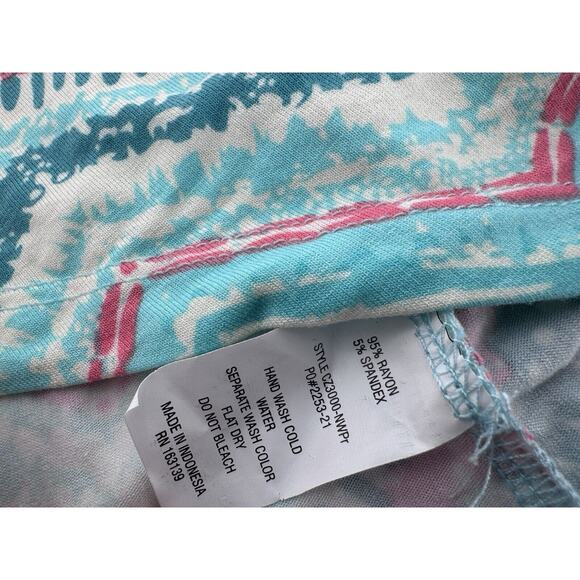 95% RAYON
5% SPANDEX
STYLE CZ3000-NWPr
PO#2253-21
HAND WASH COLD
WATER
SEPARATE WASH COLOR
FLAT DRY
DO NOT BLEACH
MADE IN INDONESIA
RN 163139